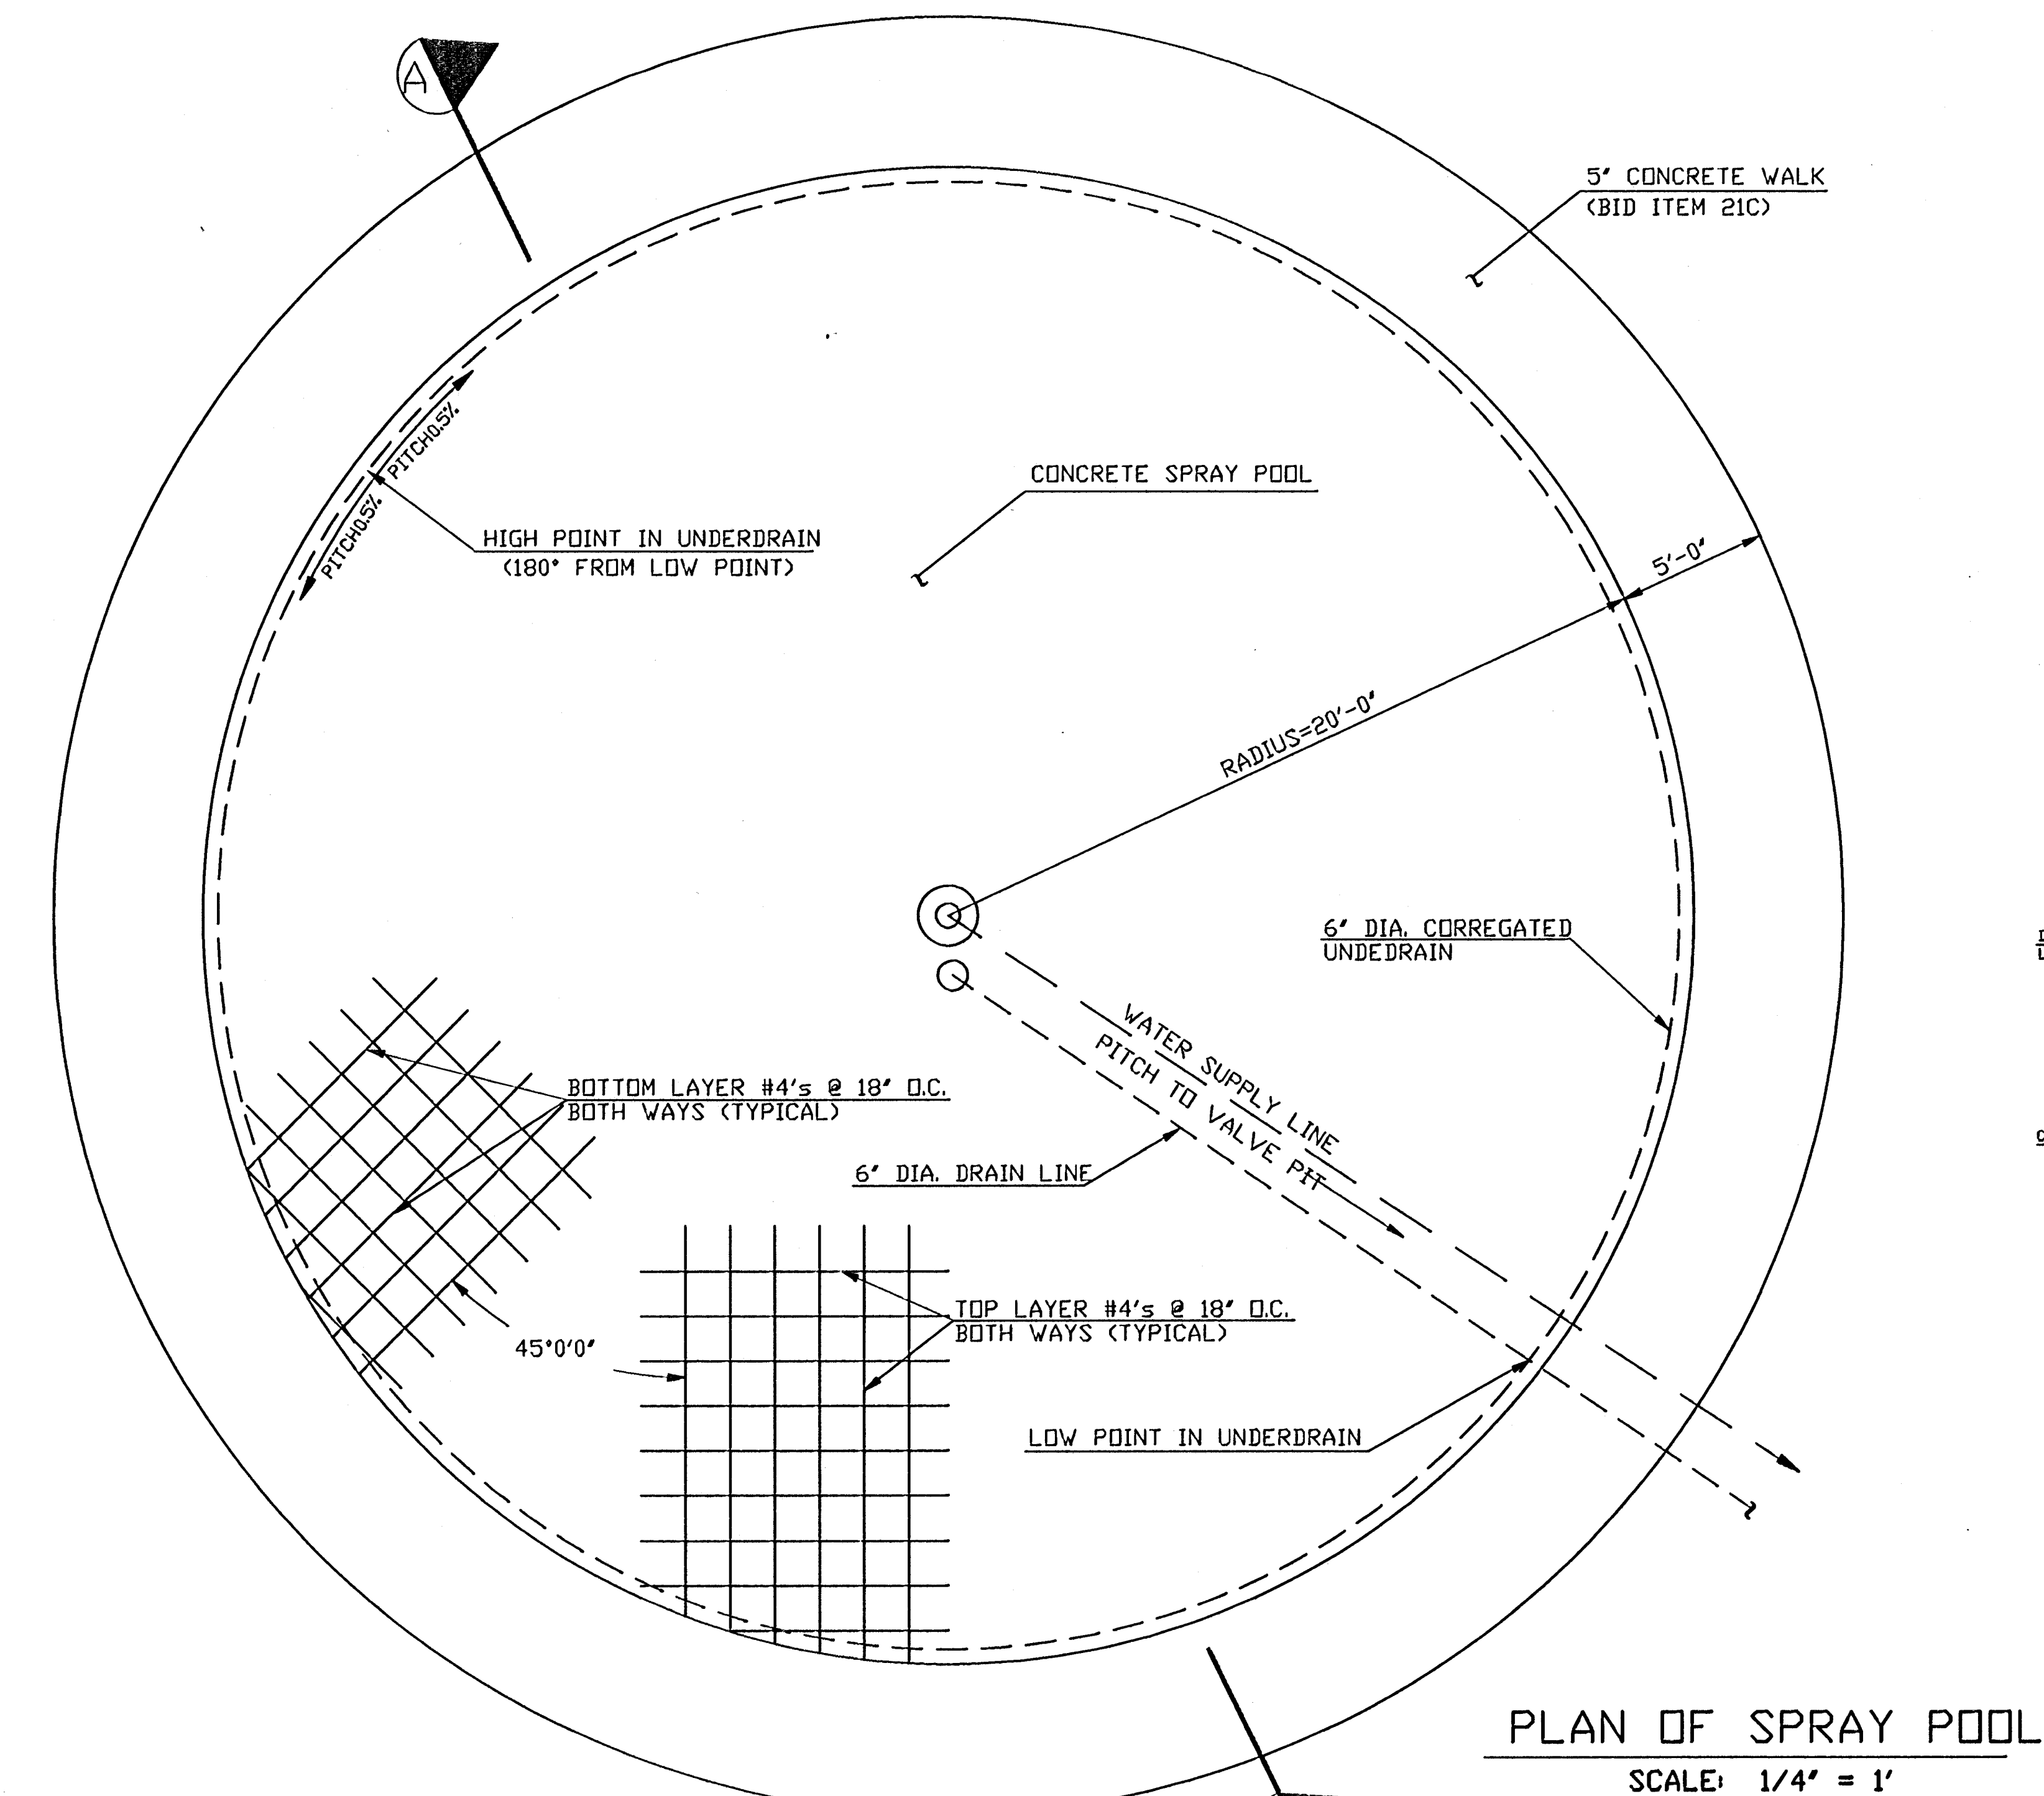 A
5" CONCRETE WALK
(BID ITEM 21C)
PITCH0.5%
PITCH0.5%
CONCRETE SPRAY POOL
HIGH POINT IN UNDERDRAIN
(180° FROM LOW POINT)
5'-0"
RADIUS=20'-0"
6" DIA. CORREGATED
UNDEDRAIN
WATER SUPPLY LINE
PITCH TO VALVE PIT
BOTTOM LAYER #4's @ 18" O.C.
BOTH WAYS (TYPICAL)
6" DIA. DRAIN LINE
TOP LAYER #4's @ 18" O.C.
BOTH WAYS (TYPICAL)
45°0'0"
LOW POINT IN UNDERDRAIN
PLAN OF SPRAY POOL
SCALE: 1/4" = 1'